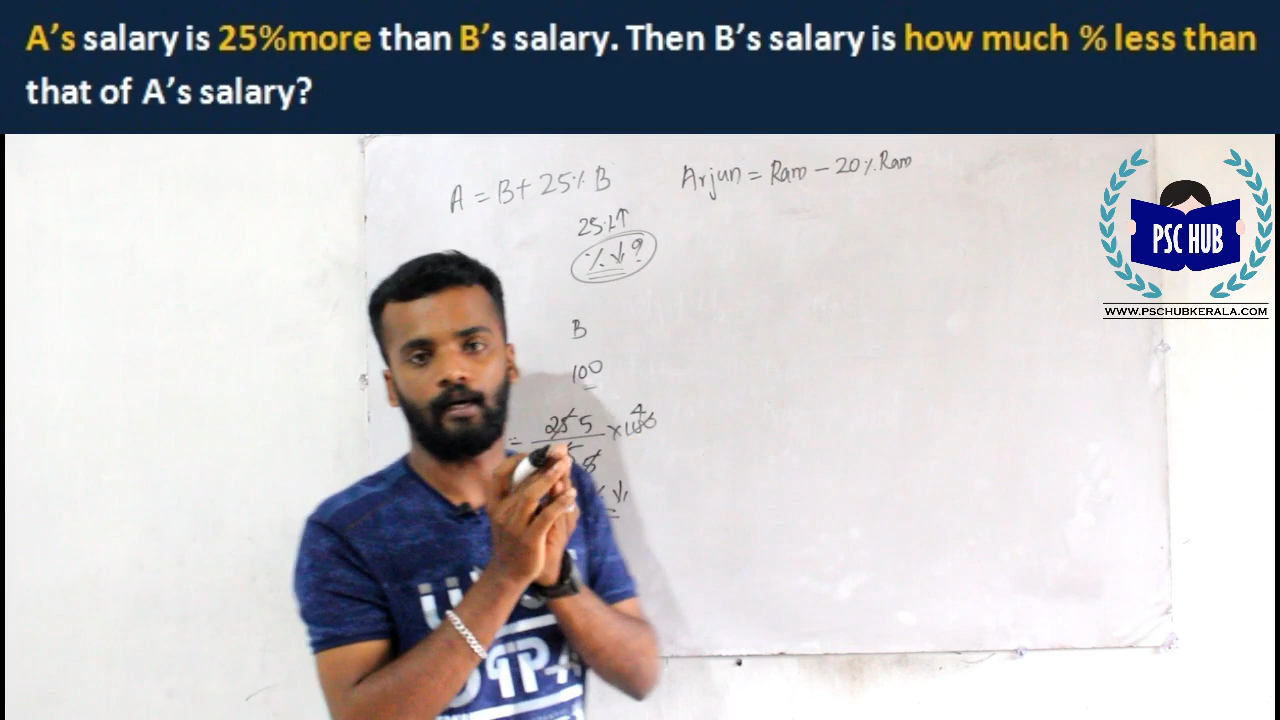 A’s salary is 25%more than B’s salary. Then B’s salary is how much % less than
that of A’s salary?
A = B + 25% B
Arjun = Ram – 20% Ram
25%↑
% ↓ ?
B
100
PSC HUB
WWW.PSCHUBKERALA.COM